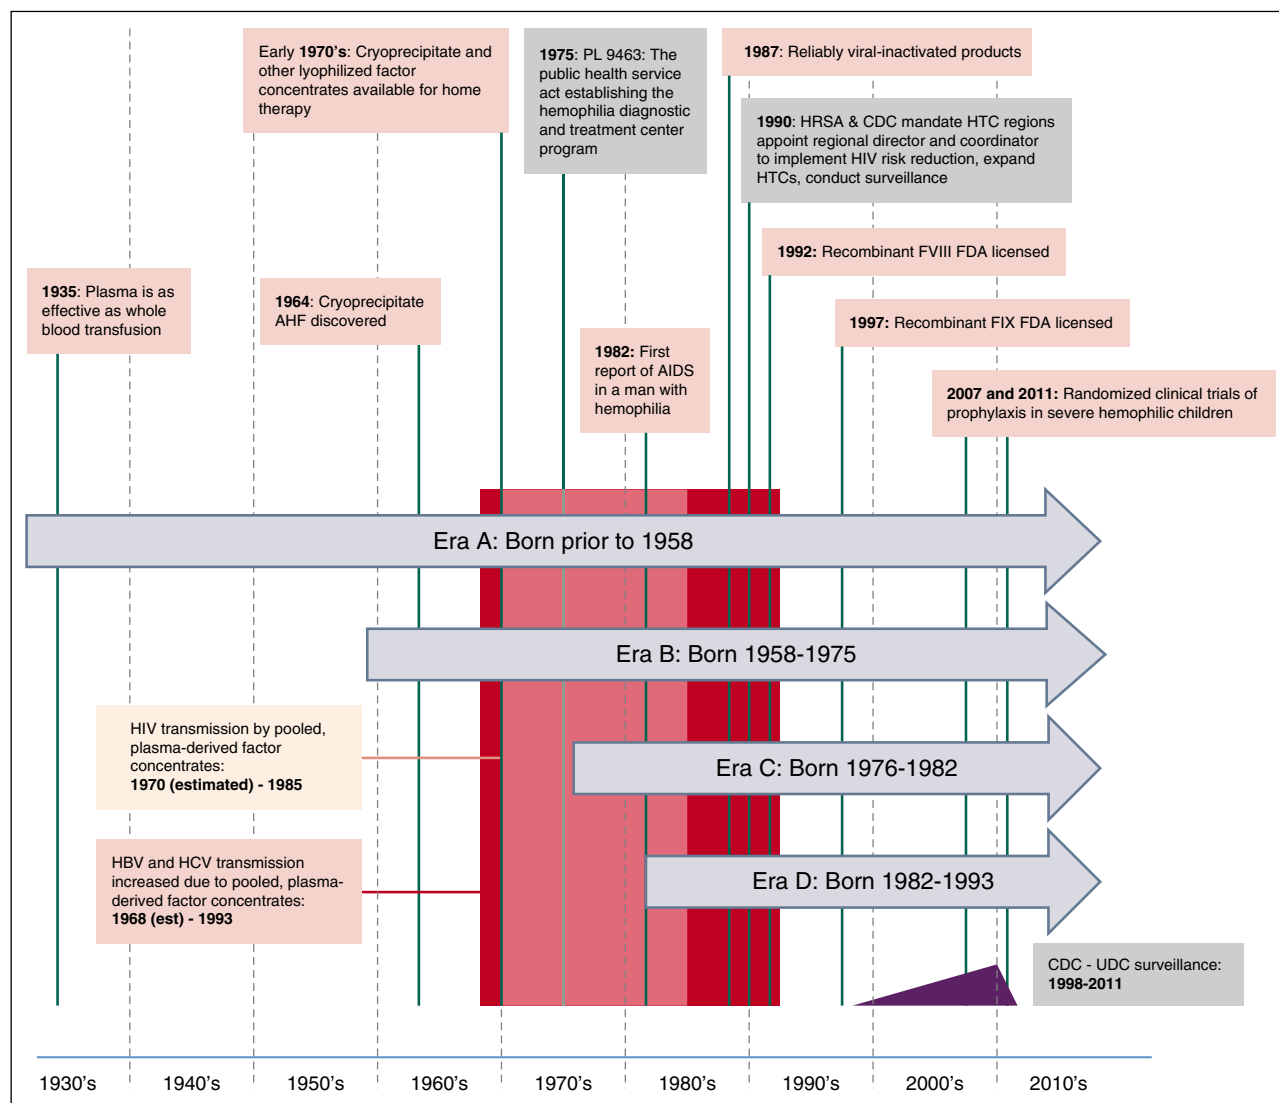 Early 1970's: Cryoprecipitate and
other lyophilized factor
concentrates available for home
therapy
1975: PL 9463: The
public health service
act establishing the
hemophilia diagnostic
and treatment center
program
1987: Reliably viral-inactivated products
1990: HRSA & CDC mandate HTC regions
appoint regional director and coordinator
to implement HIV risk reduction, expand
HTCs, conduct surveillance
1992: Recombinant FVIII FDA licensed
1935: Plasma is as
effective as whole
blood transfusion
1964: Cryoprecipitate
AHF discovered
1997: Recombinant FIX FDA licensed
1982: First
report of AIDS
in a man with
hemophilia
2007 and 2011: Randomized clinical trials of
prophylaxis in severe hemophilic children
Era A: Born prior to 1958
Era B: Born 1958-1975
HIV transmission by pooled,
plasma-derived factor
concentrates:
1970 (estimated) - 1985
Era C: Born 1976-1982
HBV and HCV transmission
increased due to pooled, plasma-
derived factor concentrates:
1968 (est) - 1993
Era D: Born 1982-1993
CDC - UDC surveillance:
1998-2011
1930's 1940's 1950's 1960's 1970's 1980's 1990's 2000's 2010's